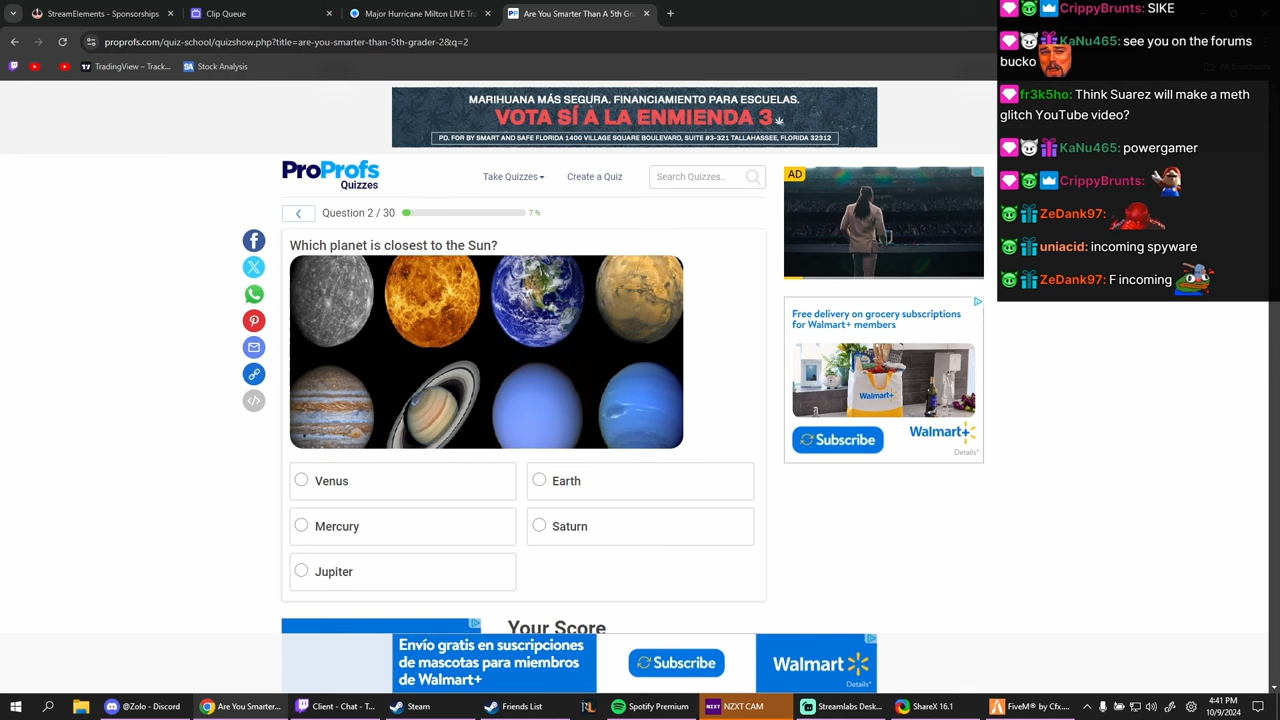 StreamElements - Sponsorships
Clip Queue
StreamElements
Major Hurricane Milton LIVE Tr
Are You Smarter Than A 5th Gr
proprofs.com/quiz-school/quizshow.php?title=are-you-smarter-than-5th-grader-2&q=2
TradingView – Track...
SA
Stock Analysis
CrippyBrunts: SIKE
KaNu465: see you on the forums
bucko
fr3k5ho: Think Suarez will make a meth
glitch YouTube video?
KaNu465: powergamer
CrippyBrunts:
ZeDank97:
uniacid: incoming spyware
ZeDank97: F incoming
MARIHUANA MÁS SEGURA. FINANCIAMIENTO PARA ESCUELAS.
VOTA SÍ A LA ENMIENDA 3
PD. FOR BY SMART AND SAFE FLORIDA 1400 VILLAGE SQUARE BOULEVARD, SUITE #3-321 TALLAHASSEE, FLORIDA 32312
ProProfs
Quizzes
Take Quizzes
Create a Quiz
Search Quizzes..
AD
Question 2 / 30
7 %
Which planet is closest to the Sun?
Venus
Earth
Mercury
Saturn
Jupiter
Free delivery on grocery subscriptions
for Walmart+ members
Walmart+
Subscribe
Walmart+
Details*
Your Score
Envío gratis en suscripciones
de mascotas para miembros
de Walmart+
Subscribe
Walmart
Details*
@Zolo - Discord
Are You Smarter...
Client - Chat - T...
Steam
Friends List
Spotify Premium
NZXT
NZXT CAM
Streamlabs Desk...
ShareX 16.1
FiveM® by Cfx....
4:41 PM
10/9/2024